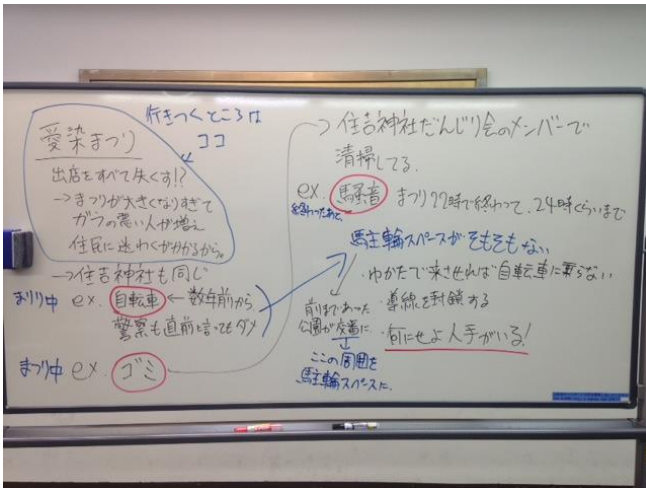 行きつくところは
ココ
愛染まつり
出店をすべて失くす!?
→まつりが大きくなりすぎて
ガラの悪い人が増え
住民に迷わくがかかるから。
→住吉神社も同じ
まつり中 ex. 自転車 ← 数年前から
警察も直前と言ってもダメ
まつり中 ex. ゴミ
→住吉神社だんじり会のメンバーで
清掃してる.
ex. 騒音 まつり22時で終わって、24時くらいまで
終わったあと.
駐輪スペースがそもそもない
・ゆかたで来させれば自転車に乗らない
・導線を封鎖する
・何にせよ人手がいる!
前まであった
公園が交番に.
ここの周囲を
駐輪スペースに.